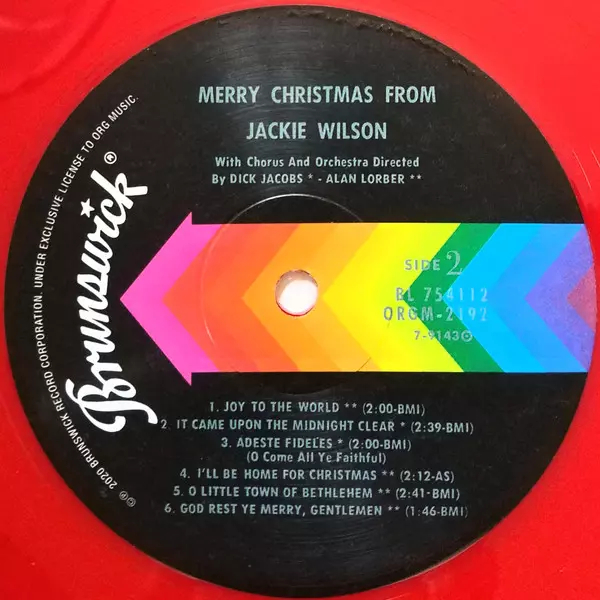 MERRY CHRISTMAS FROM
JACKIE WILSON
With Chorus And Orchestra Directed
By DICK JACOBS * - ALAN LORBER **
Brunswick®
℗© 2020 BRUNSWICK RECORD CORPORATION. UNDER EXCLUSIVE LICENSE TO ORG MUSIC.
SIDE 2
BL 754112
ORGM-2192
7-9143G
1. JOY TO THE WORLD ** (2:00-BMI)
2. IT CAME UPON THE MIDNIGHT CLEAR * (2:39-BMI)
3. ADESTE FIDELES * (2:00-BMI)
(O Come All Ye Faithful)
4. I'LL BE HOME FOR CHRISTMAS ** (2:12-AS)
5. O LITTLE TOWN OF BETHLEHEM ** (2:41-BMI)
6. GOD REST YE MERRY, GENTLEMEN ** (1:46-BMI)